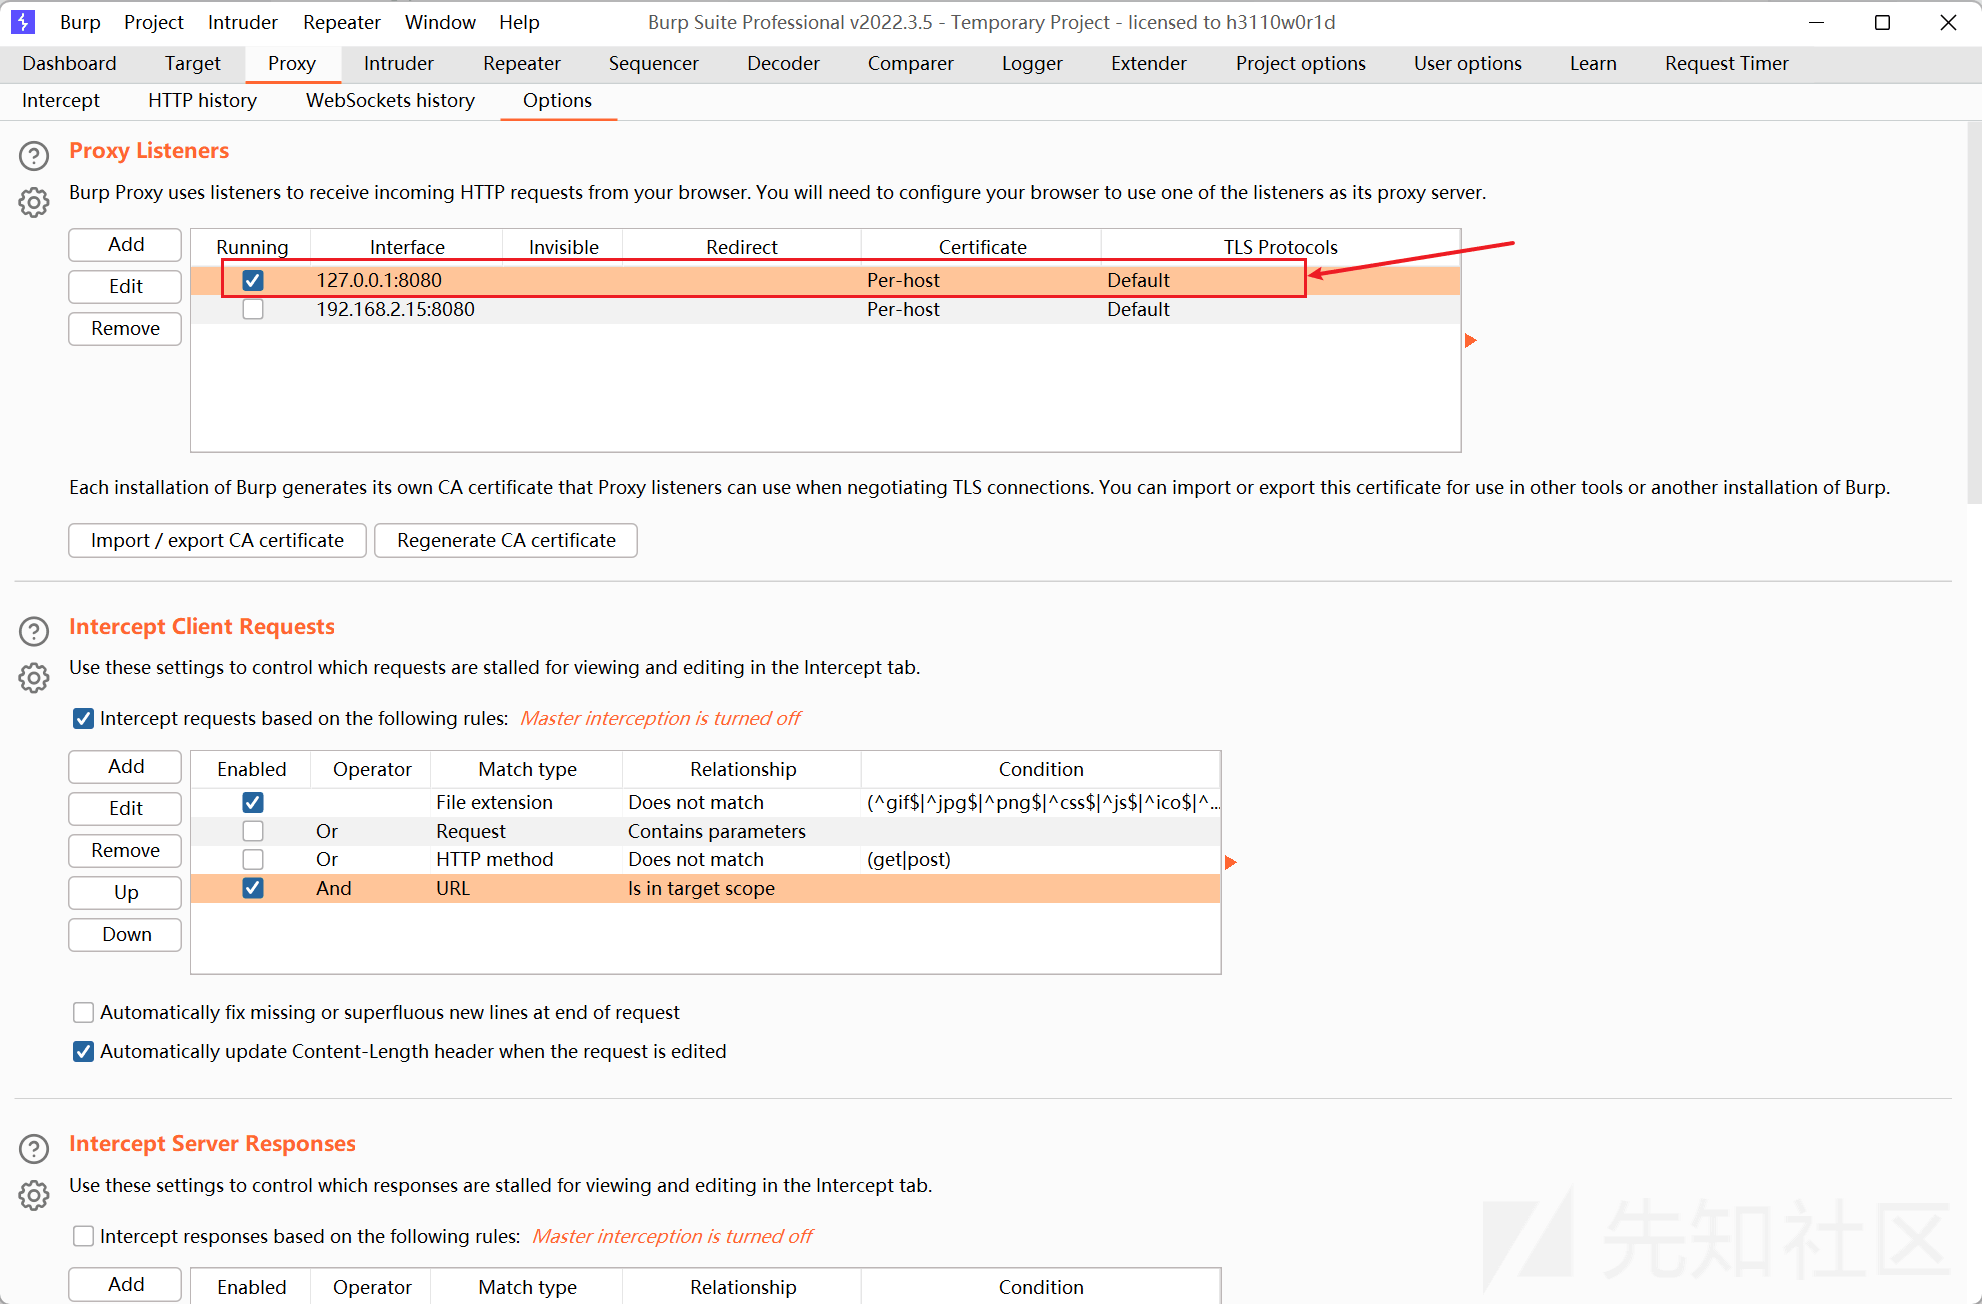 Burp Project Intruder Repeater Window Help Burp Suite Professional v2022.3.5 - Temporary Project - licensed to h3110w0r1d
Dashboard Target Proxy Intruder Repeater Sequencer Decoder Comparer Logger Extender Project options User options Learn Request Timer
Intercept HTTP history WebSockets history Options
Proxy Listeners
Burp Proxy uses listeners to receive incoming HTTP requests from your browser. You will need to configure your browser to use one of the listeners as its proxy server.
Add Running Interface Invisible Redirect Certificate TLS Protocols
Edit 127.0.0.1:8080 Per-host Default
Remove 192.168.2.15:8080 Per-host Default
Each installation of Burp generates its own CA certificate that Proxy listeners can use when negotiating TLS connections. You can import or export this certificate for use in other tools or another installation of Burp.
Import / export CA certificate Regenerate CA certificate
Intercept Client Requests
Use these settings to control which requests are stalled for viewing and editing in the Intercept tab.
Intercept requests based on the following rules: Master interception is turned off
Add Enabled Operator Match type Relationship Condition
Edit File extension Does not match (^gif$|^jpg$|^png$|^css$|^js$|^ico$|^...
Or Request Contains parameters
Remove Or HTTP method Does not match (get|post)
Up And URL Is in target scope
Down
Automatically fix missing or superfluous new lines at end of request
Automatically update Content-Length header when the request is edited
Intercept Server Responses
Use these settings to control which responses are stalled for viewing and editing in the Intercept tab.
Intercept responses based on the following rules: Master interception is turned off
Add Enabled Operator Match type Relationship Condition
先知社区